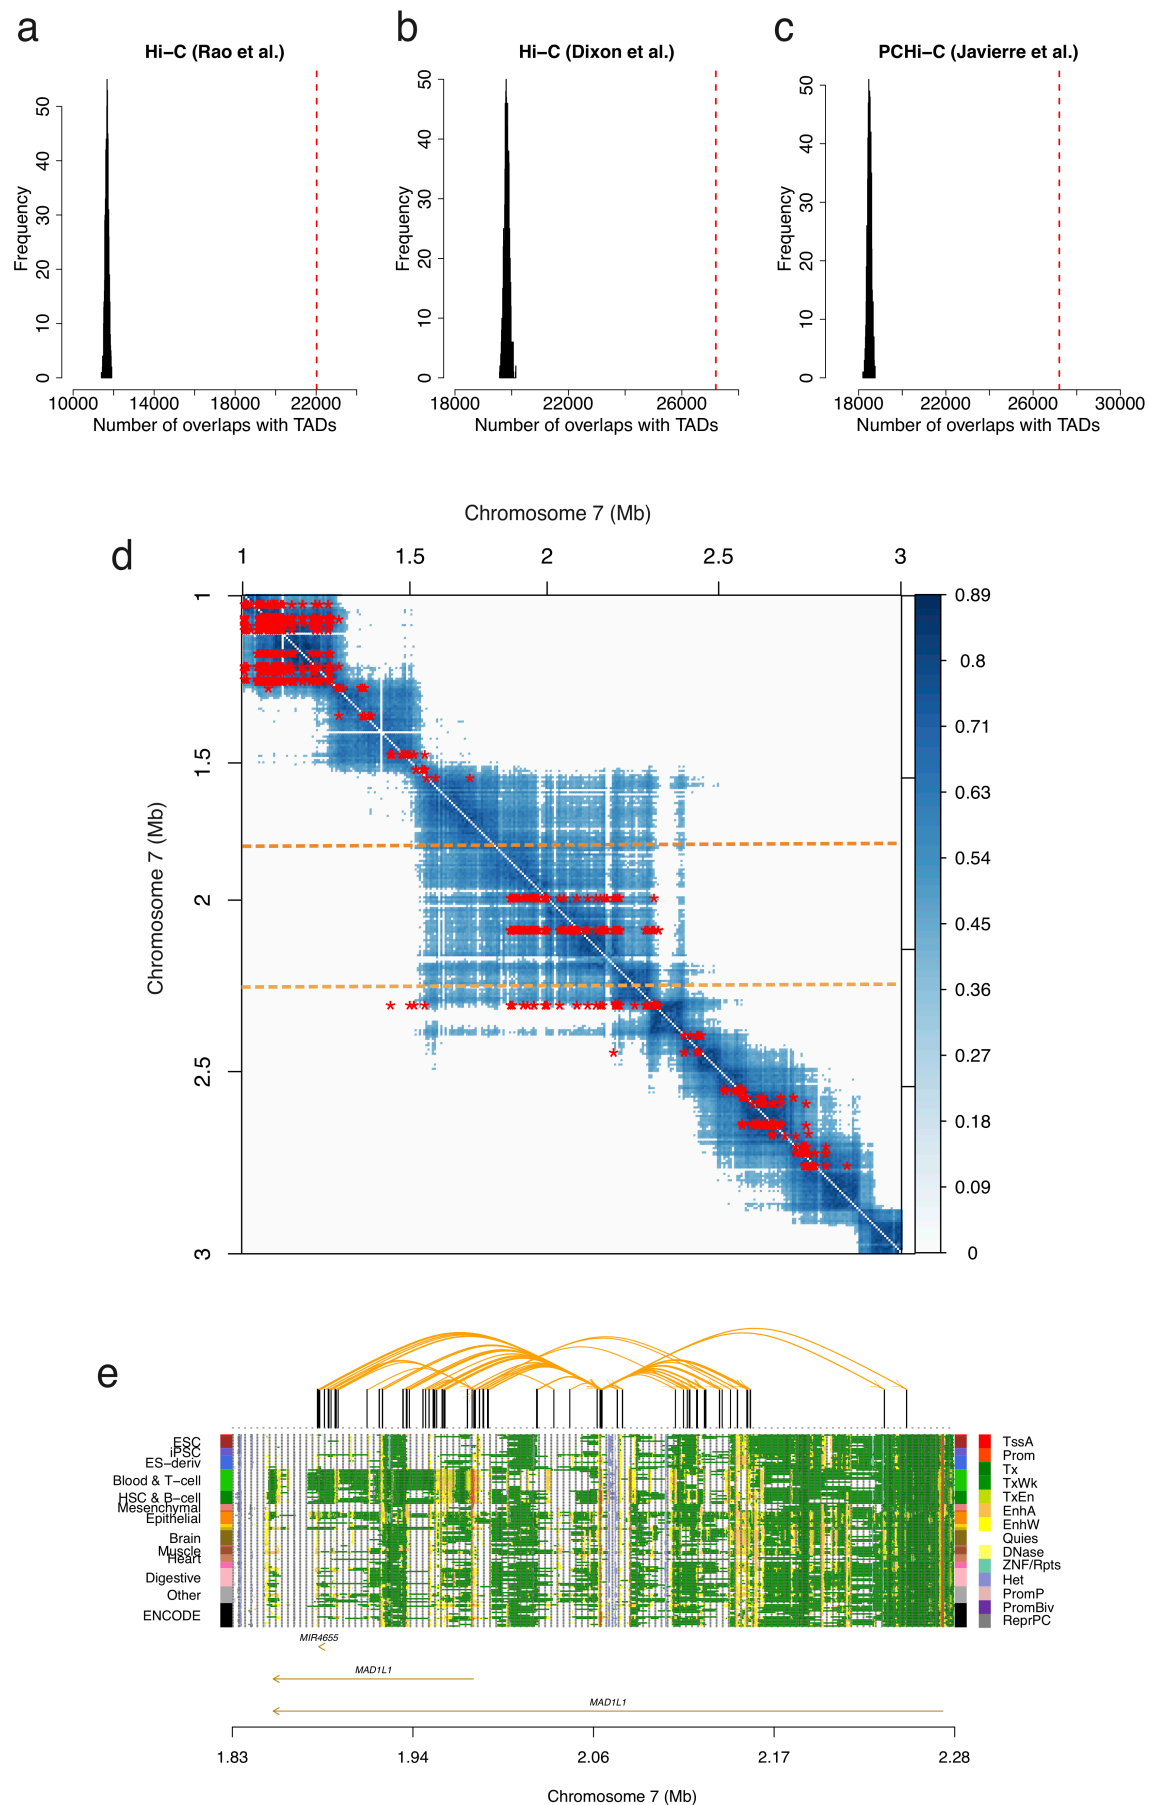 a
b
c
Hi−C (Rao et al.)
Hi−C (Dixon et al.)
PCHi−C (Javierre et al.)
Frequency
0
10
20
30
40
50
10000
14000
18000
22000
Number of overlaps with TADs
Frequency
0
10
20
30
40
50
18000
22000
26000
Number of overlaps with TADs
Frequency
0
10
20
30
40
50
18000
22000
26000
30000
Number of overlaps with TADs
d
Chromosome 7 (Mb)
1
1.5
2
2.5
3
Chromosome 7 (Mb)
1
1.5
2
2.5
3
0.89
0.8
0.71
0.63
0.54
0.45
0.36
0.27
0.18
0.09
0
e
ESC
iPSC
ES−deriv
Blood & T−cell
HSC & B−cell
Mesenchymal
Epithelial
Brain
Muscle
Heart
Digestive
Other
ENCODE
TssA
Prom
Tx
TxWk
TxEn
EnhA
EnhW
Quies
DNase
ZNF/Rpts
Het
PromP
PromBiv
ReprPC
MIR4655
MAD1L1
MAD1L1
1.83
1.94
2.06
2.17
2.28
Chromosome 7 (Mb)